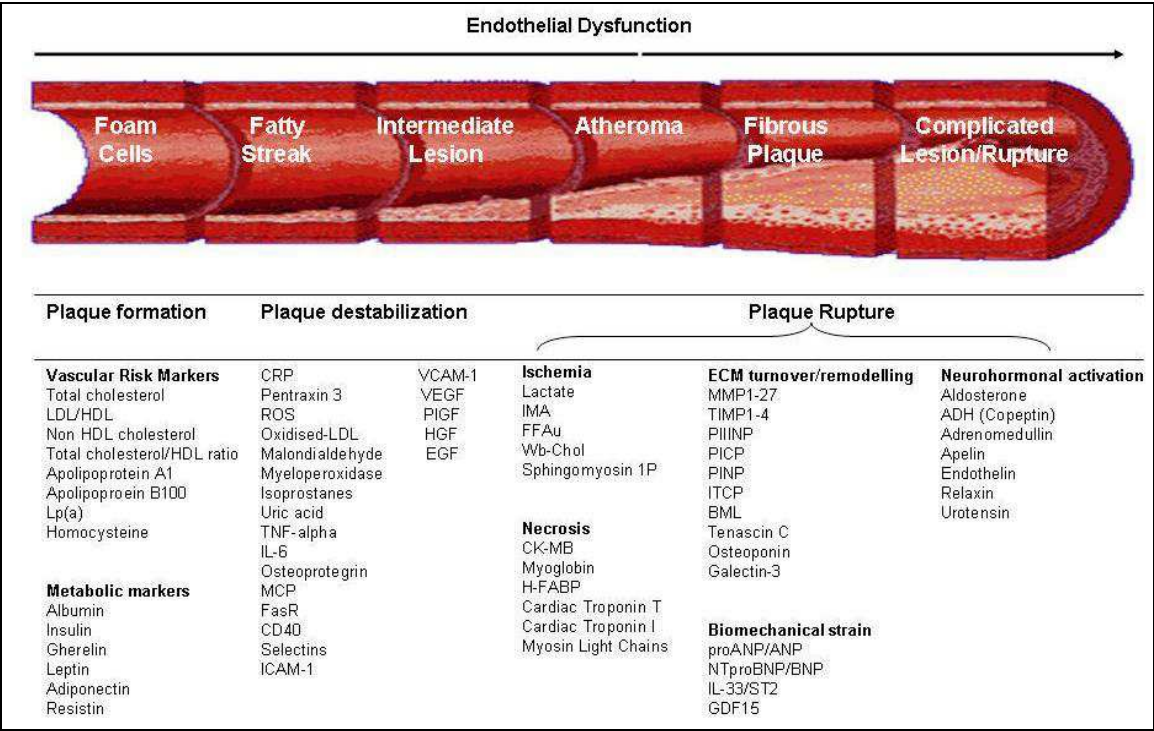 Endothelial Dysfunction
Foam
Cells
Fatty
Streak
Intermediate
Lesion
Atheroma
Fibrous
Plaque
Complicated
Lesion/Rupture
Plaque formation
Plaque destabilization
Plaque Rupture
Vascular Risk Markers
Total cholesterol
LDL/HDL
Non HDL cholesterol
Total cholesterol/HDL ratio
Apolipoprotein A1
Apolipoproein B100
Lp(a)
Homocysteine
Metabolic markers
Albumin
Insulin
Gherelin
Leptin
Adiponectin
Resistin
CRP
Pentraxin 3
ROS
Oxidised-LDL
Malondialdehyde
Myeloperoxidase
Isoprostanes
Uric acid
TNF-alpha
IL-6
Osteoprotegrin
MCP
FasR
CD40
Selectins
ICAM-1
VCAM-1
VEGF
PIGF
HGF
EGF
Ischemia
Lactate
IMA
FFAu
Wb-Chol
Sphingomyosin 1P
Necrosis
CK-MB
Myoglobin
H-FABP
Cardiac Troponin T
Cardiac Troponin I
Myosin Light Chains
ECM turnover/remodelling
MMP1-27
TIMP1-4
PIIINP
PICP
PINP
ITCP
BML
Tenascin C
Osteoponin
Galectin-3
Biomechanical strain
proANP/ANP
NTproBNP/BNP
IL-33/ST2
GDF15
Neurohormonal activation
Aldosterone
ADH (Copeptin)
Adrenomedullin
Apelin
Endothelin
Relaxin
Urotensin